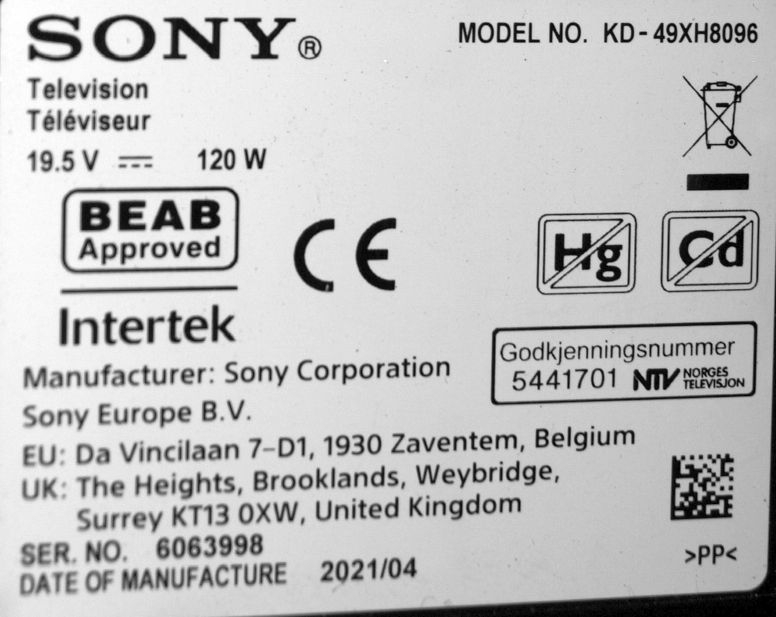 SONY®
MODEL NO. KD-49XH8096
Television
Téléviseur
19.5 V ⎓ 120 W
BEAB
Approved
Intertek
CE
Hg
Cd
Godkjenningsnummer
5441701 NTV NORGES
TELEVISJON
Manufacturer: Sony Corporation
Sony Europe B.V.
EU: Da Vincilaan 7-D1, 1930 Zaventem, Belgium
UK: The Heights, Brooklands, Weybridge,
Surrey KT13 0XW, United Kingdom
SER. NO. 6063998
DATE OF MANUFACTURE 2021/04
>PP<